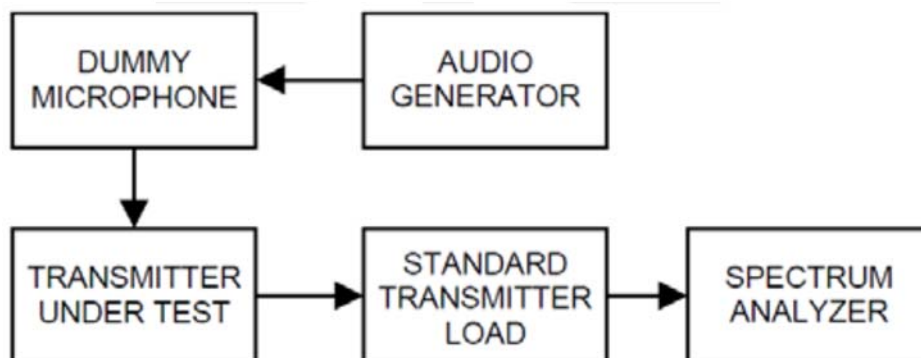 DUMMY
MICROPHONE
AUDIO
GENERATOR
TRANSMITTER
UNDER TEST
STANDARD
TRANSMITTER
LOAD
SPECTRUM
ANALYZER